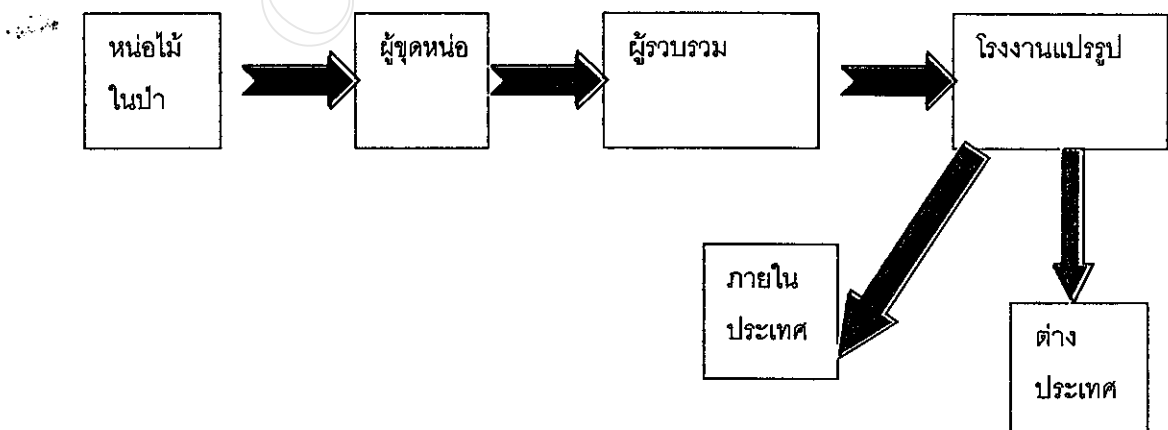 หน่อไม้
ในป่า
ผู้ขุดหน่อ
ผู้รวบรวม
โรงงานแปรรูป
ภายใน
ประเทศ
ต่าง
ประเทศ